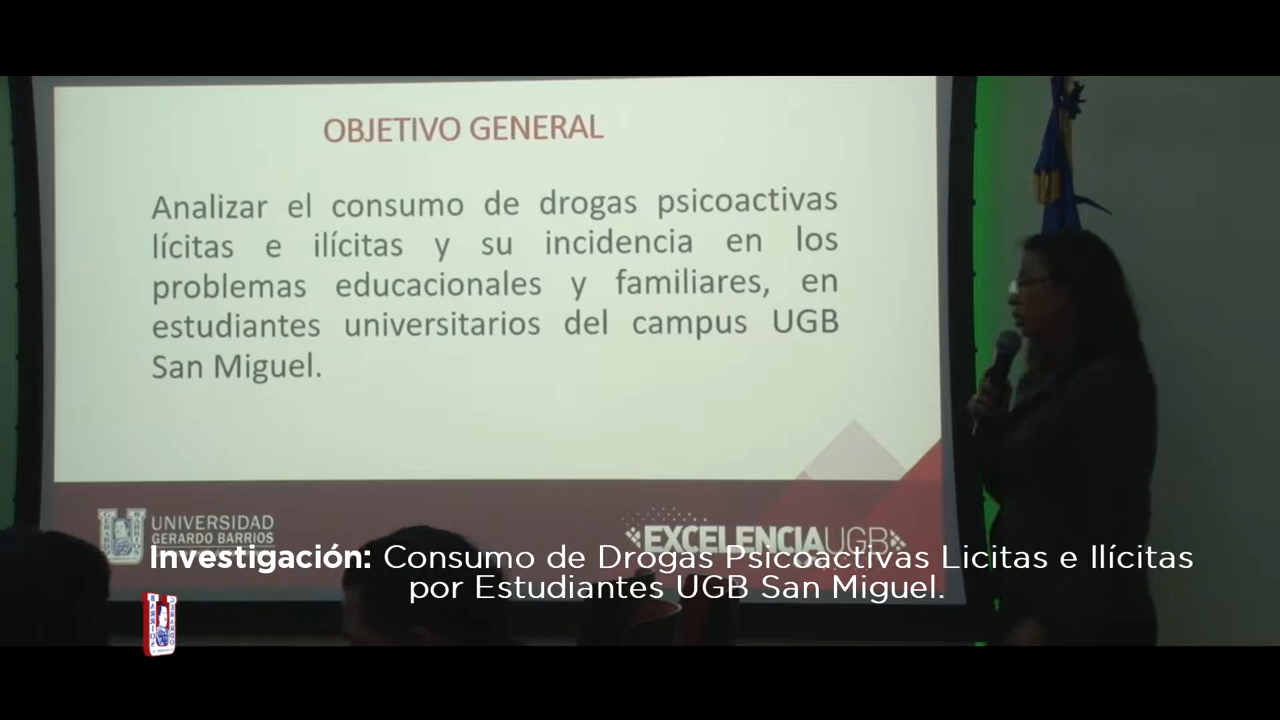 OBJETIVO GENERAL
Analizar el consumo de drogas psicoactivas
lícitas e ilícitas y su incidencia en los
problemas educacionales y familiares, en
estudiantes universitarios del campus UGB
San Miguel.
UNIVERSIDAD
GERARDO BARRIOS
EXCELENCIAUGB
Investigación: Consumo de Drogas Psicoactivas Licitas e Ilícitas
por Estudiantes UGB San Miguel.